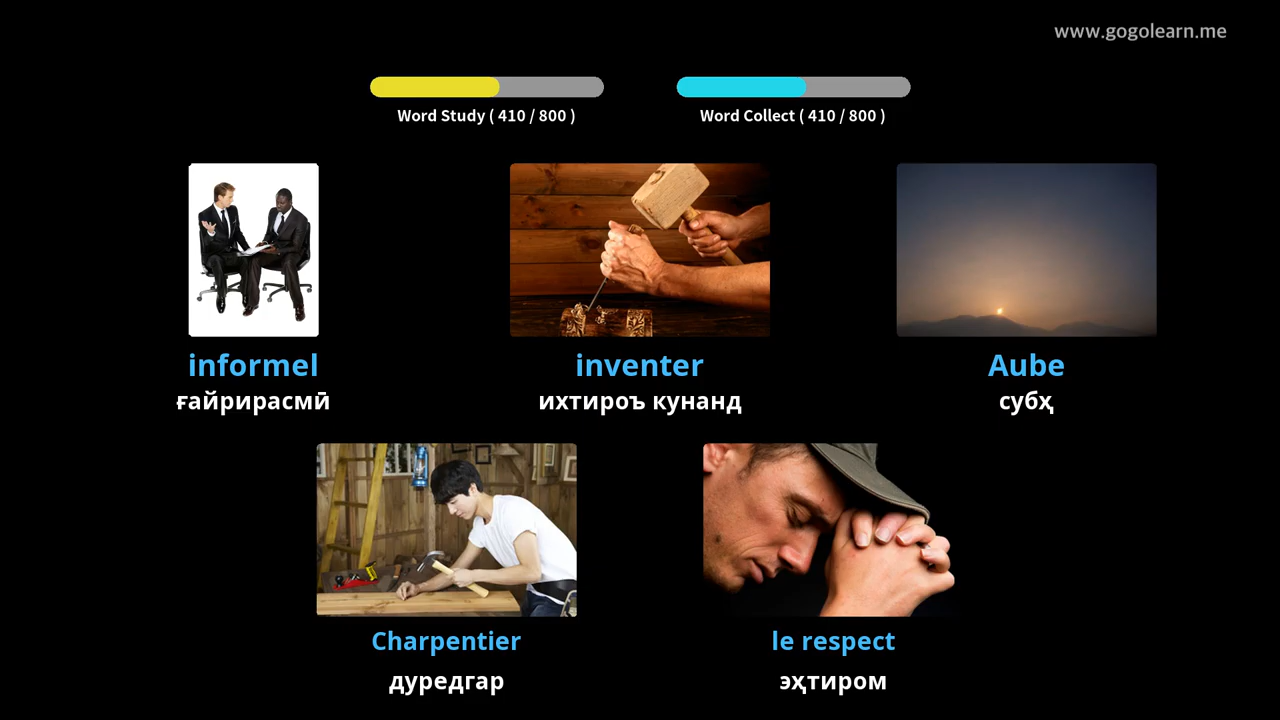 www.gogolearn.me
Word Study ( 410 / 800 )
Word Collect ( 410 / 800 )
informel
ғайрирасмӣ
inventer
ихтироъ кунанд
Aube
субҳ
Charpentier
дуредгар
le respect
эҳтиром